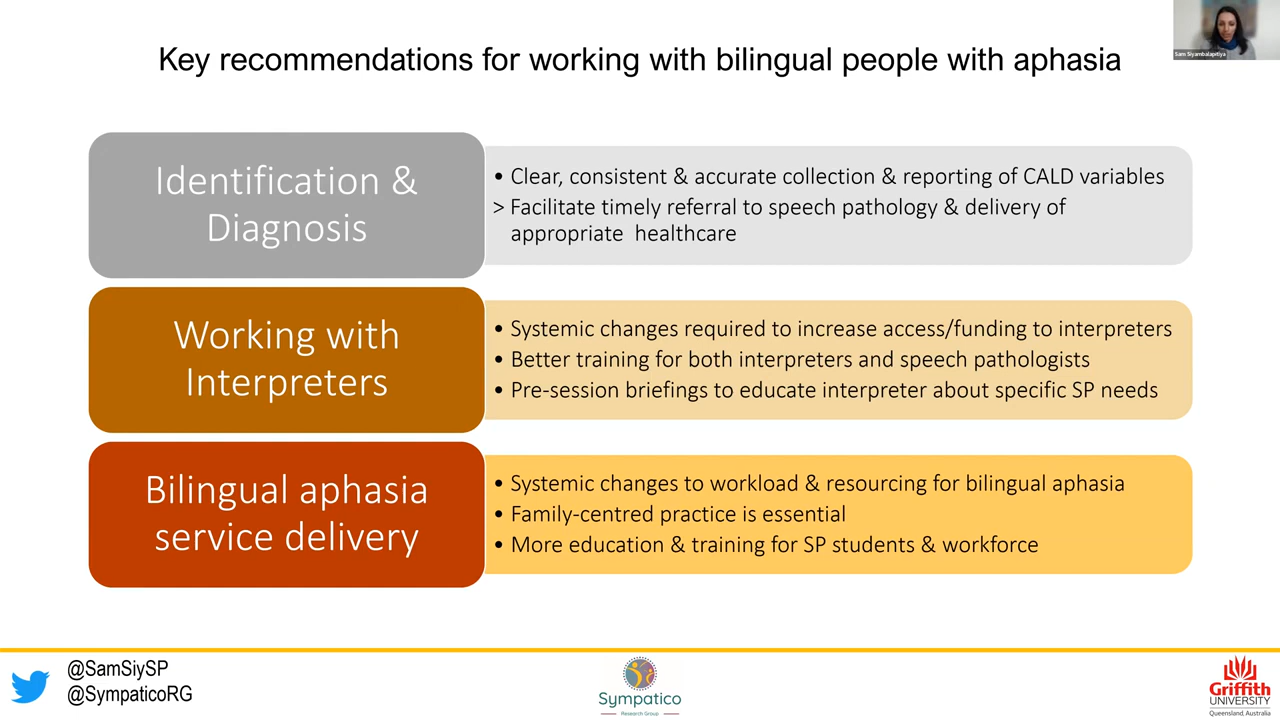 Sam Siyambalapitiya
Key recommendations for working with bilingual people with aphasia
Identification &
Diagnosis
• Clear, consistent & accurate collection & reporting of CALD variables
> Facilitate timely referral to speech pathology & delivery of
appropriate healthcare
Working with
Interpreters
• Systemic changes required to increase access/funding to interpreters
• Better training for both interpreters and speech pathologists
• Pre-session briefings to educate interpreter about specific SP needs
Bilingual aphasia
service delivery
• Systemic changes to workload & resourcing for bilingual aphasia
• Family-centred practice is essential
• More education & training for SP students & workforce
@SamSiySP
@SympaticoRG
Sympatico
Research Group
Griffith
UNIVERSITY
Queensland, Australia